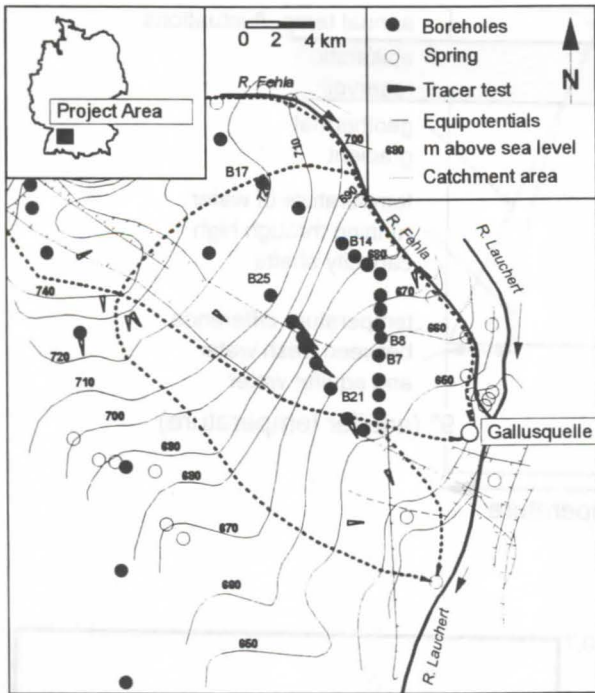 Project Area
0 2 4 km
Boreholes
Spring
Tracer test
Equipotentials
680 m above sea level
Catchment area
N
R. Fehla
700
710
B17
690
B14
680
R. Fehla
R. Lauchert
740
B25
670
660
720
B8
B7
650
710
B21
700
Gallusquelle
690
680
670
660
650
R. Lauchert